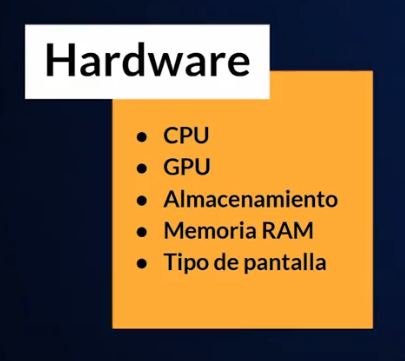 Hardware
● CPU
● GPU
● Almacenamiento
● Memoria RAM
● Tipo de pantalla